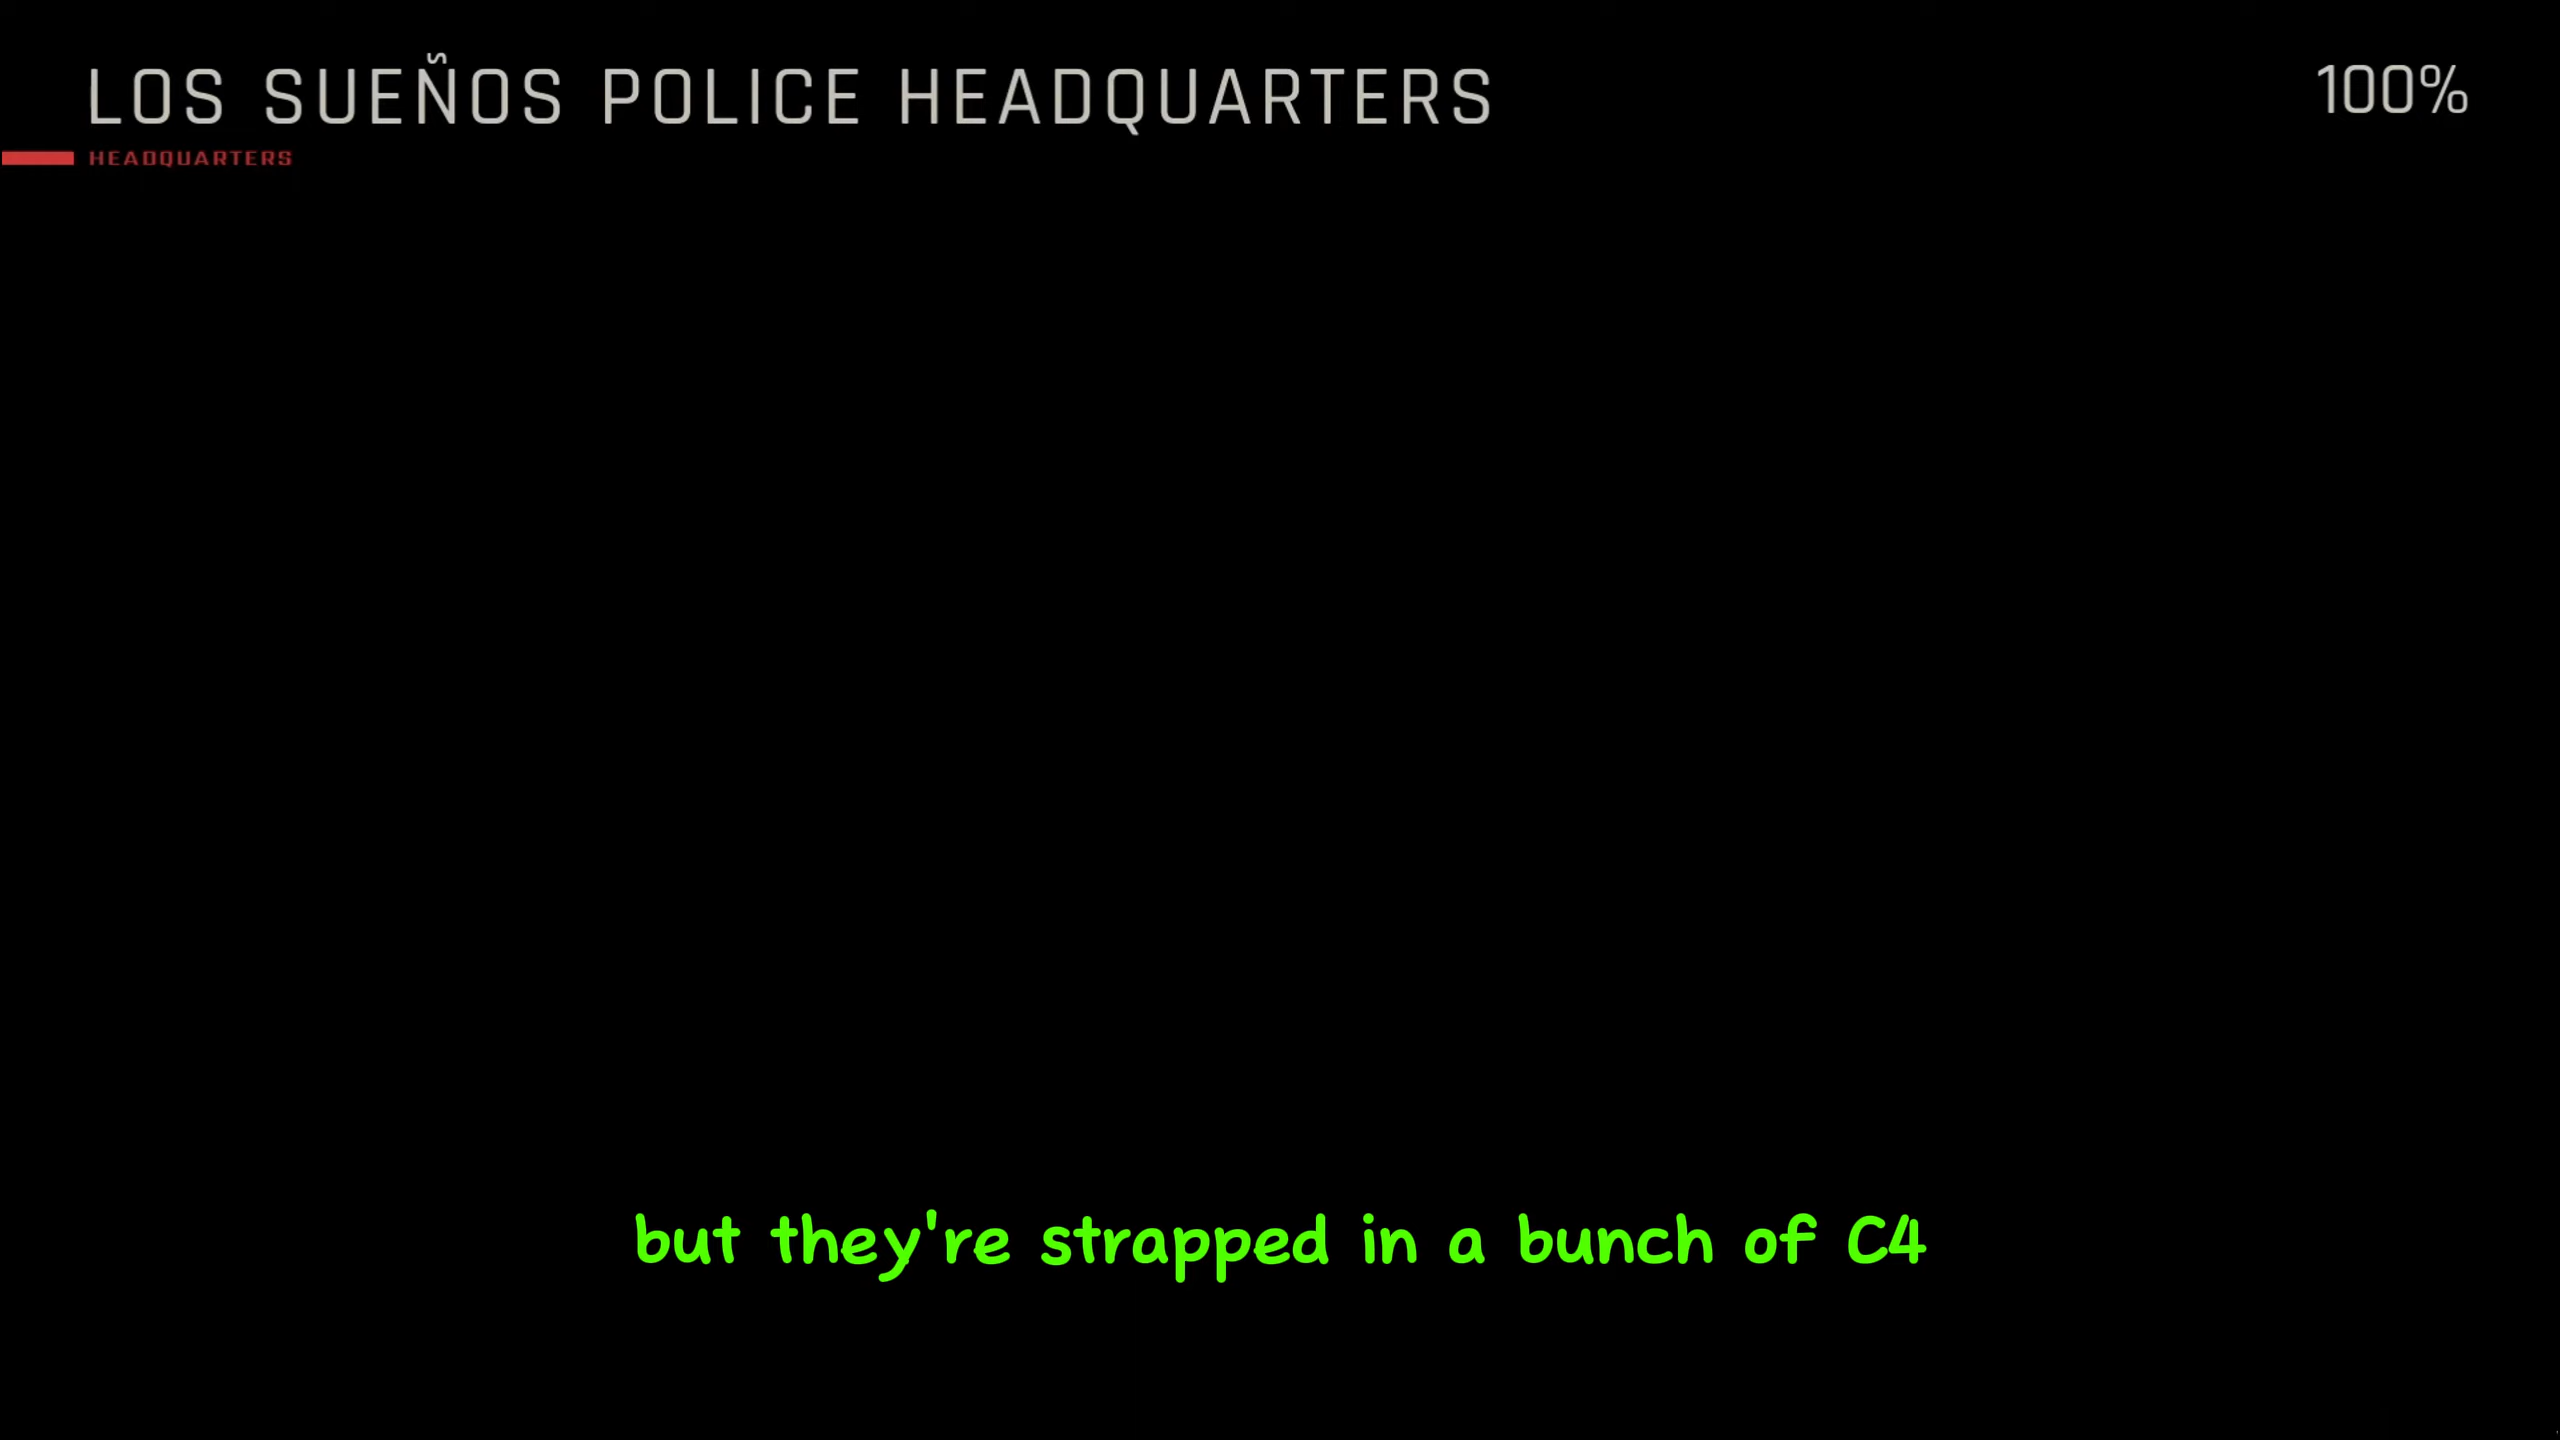 LOS SUEÑOS POLICE HEADQUARTERS
100%
HEADQUARTERS
but they're strapped in a bunch of C4